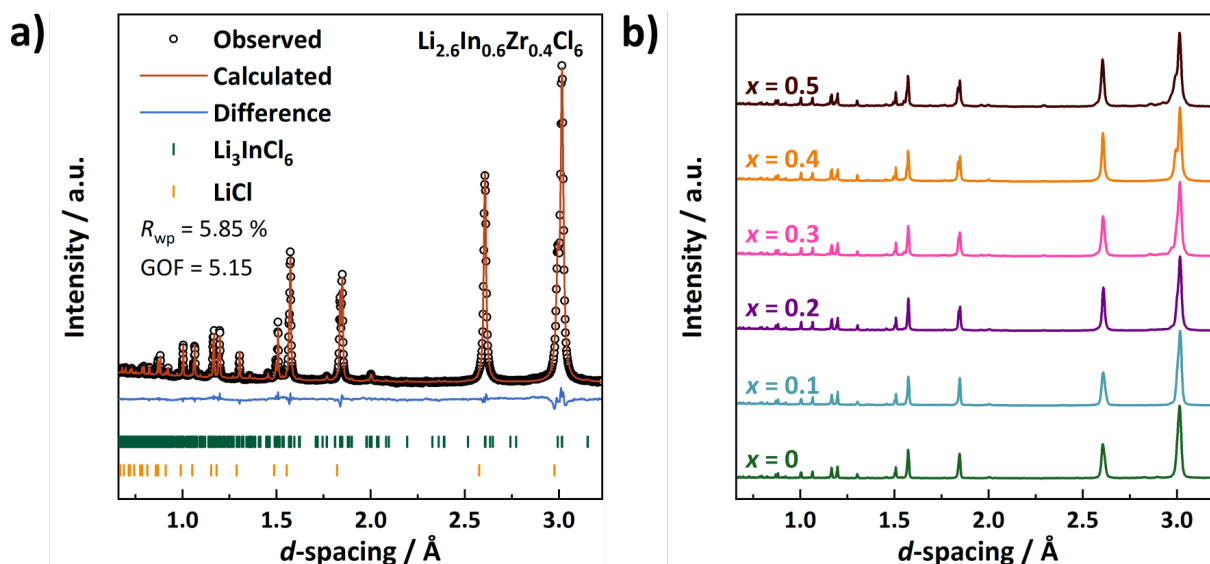 a)
Observed
Calculated
Difference
Li₃InCl₆
LiCl
Li₂.₆In₀.₆Zr₀.₄Cl₆
R_wp = 5.85 %
GOF = 5.15
Intensity / a.u.
1.0 1.5 2.0 2.5 3.0
d-spacing / Å
b)
x = 0.5
x = 0.4
x = 0.3
x = 0.2
x = 0.1
x = 0
Intensity / a.u.
1.0 1.5 2.0 2.5 3.0
d-spacing / Å